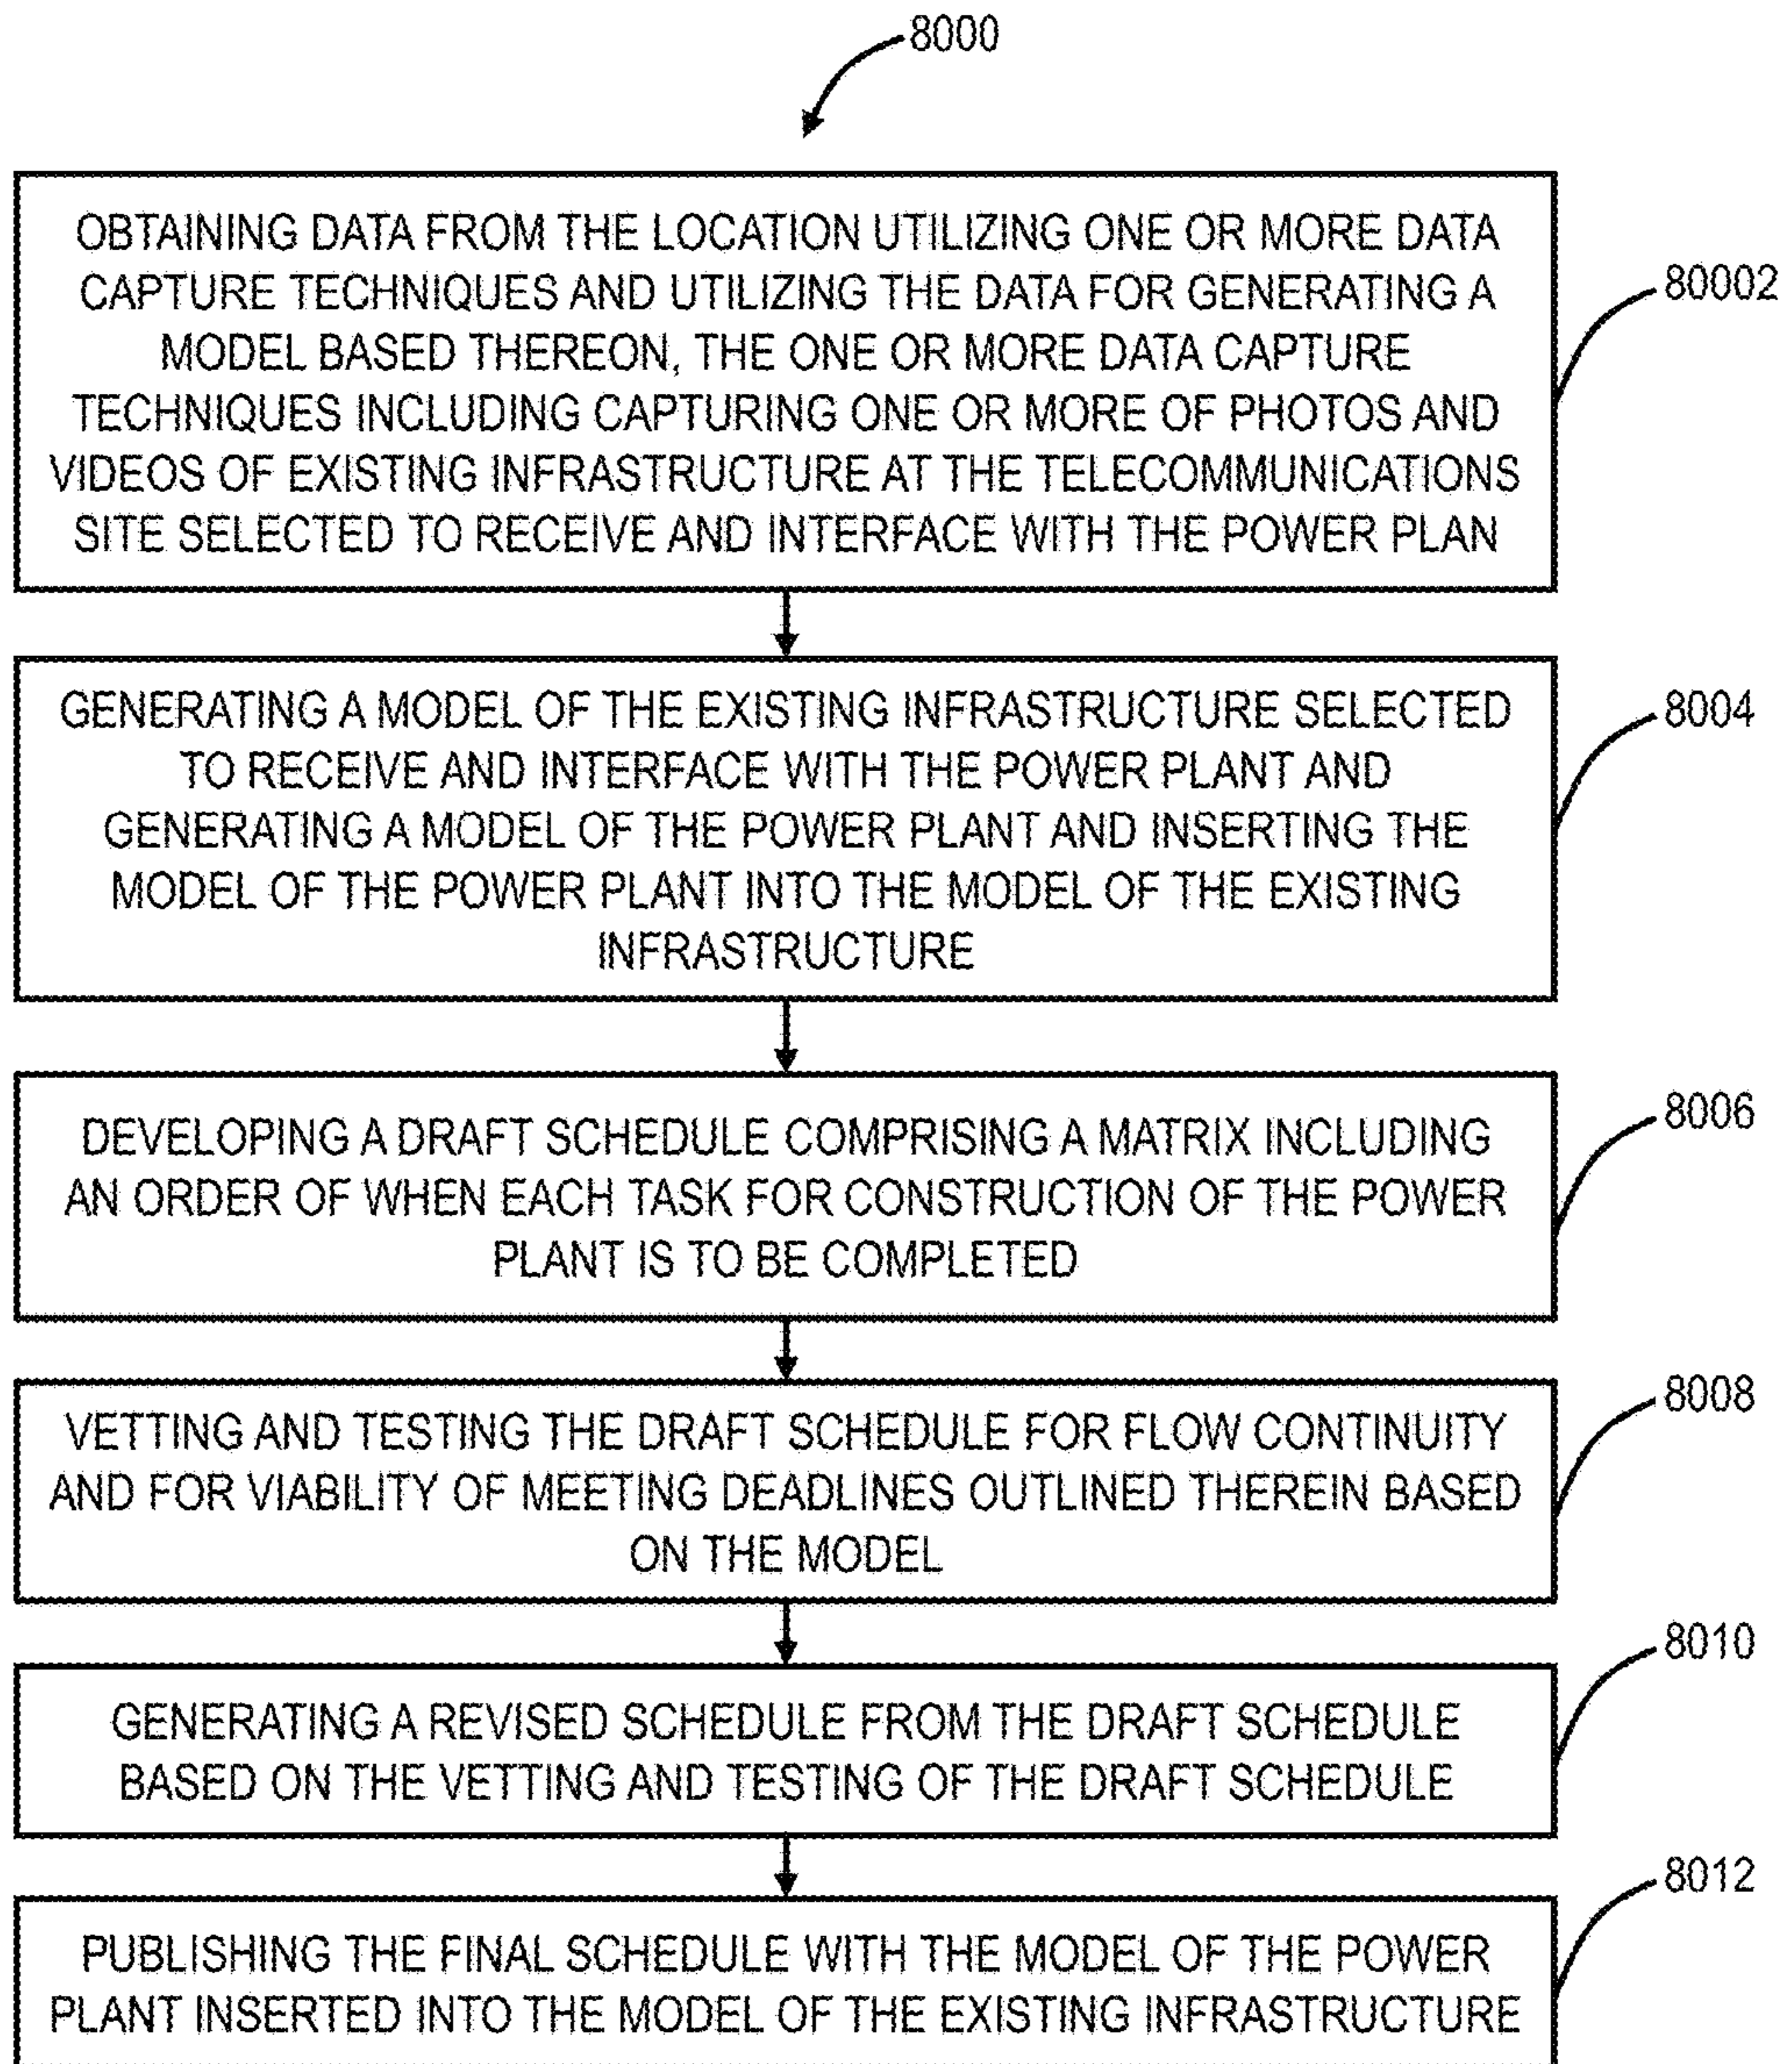 8000
OBTAINING DATA FROM THE LOCATION UTILIZING ONE OR MORE DATA
CAPTURE TECHNIQUES AND UTILIZING THE DATA FOR GENERATING A
MODEL BASED THEREON, THE ONE OR MORE DATA CAPTURE
TECHNIQUES INCLUDING CAPTURING ONE OR MORE OF PHOTOS AND
VIDEOS OF EXISTING INFRASTRUCTURE AT THE TELECOMMUNICATIONS
SITE SELECTED TO RECEIVE AND INTERFACE WITH THE POWER PLAN
80002
GENERATING A MODEL OF THE EXISTING INFRASTRUCTURE SELECTED
TO RECEIVE AND INTERFACE WITH THE POWER PLANT AND
GENERATING A MODEL OF THE POWER PLANT AND INSERTING THE
MODEL OF THE POWER PLANT INTO THE MODEL OF THE EXISTING
INFRASTRUCTURE
8004
DEVELOPING A DRAFT SCHEDULE COMPRISING A MATRIX INCLUDING
AN ORDER OF WHEN EACH TASK FOR CONSTRUCTION OF THE POWER
PLANT IS TO BE COMPLETED
8006
VETTING AND TESTING THE DRAFT SCHEDULE FOR FLOW CONTINUITY
AND FOR VIABILITY OF MEETING DEADLINES OUTLINED THEREIN BASED
ON THE MODEL
8008
GENERATING A REVISED SCHEDULE FROM THE DRAFT SCHEDULE
BASED ON THE VETTING AND TESTING OF THE DRAFT SCHEDULE
8010
PUBLISHING THE FINAL SCHEDULE WITH THE MODEL OF THE POWER
PLANT INSERTED INTO THE MODEL OF THE EXISTING INFRASTRUCTURE
8012